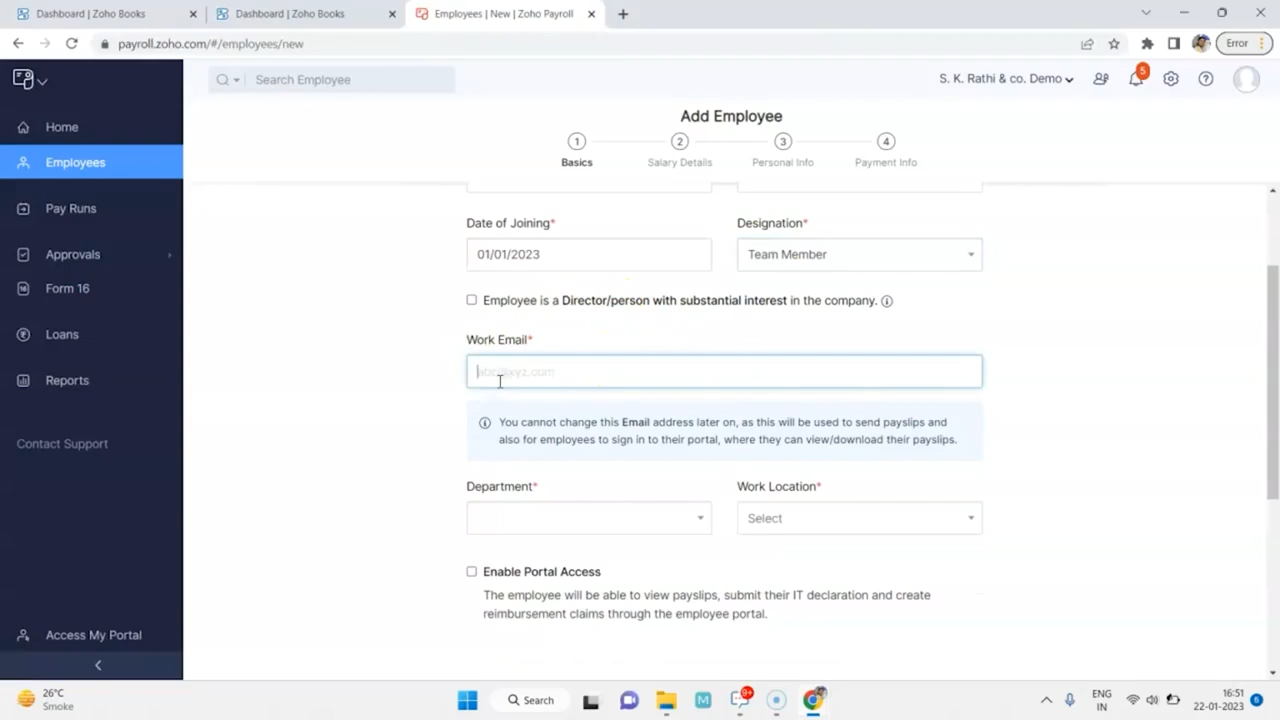 Dashboard | Zoho Books
Dashboard | Zoho Books
Employees | New | Zoho Payroll
payroll.zoho.com/#/employees/new
Error
Search Employee
S. K. Rathi & co. Demo
5
Home
Employees
Pay Runs
Approvals
Form 16
Loans
Reports
Contact Support
Access My Portal
Add Employee
1 2 3 4
Basics Salary Details Personal Info Payment Info
Date of Joining* Designation*
01/01/2023 Team Member
Employee is a Director/person with substantial interest in the company.
Work Email*
abc@xyz.com
You cannot change this Email address later on, as this will be used to send payslips and
also for employees to sign in to their portal, where they can view/download their payslips.
Department* Work Location*
Select
Enable Portal Access
The employee will be able to view payslips, submit their IT declaration and create
reimbursement claims through the employee portal.
26°C
Smoke
Search
9+
ENG
IN
16:51
22-01-2023
6